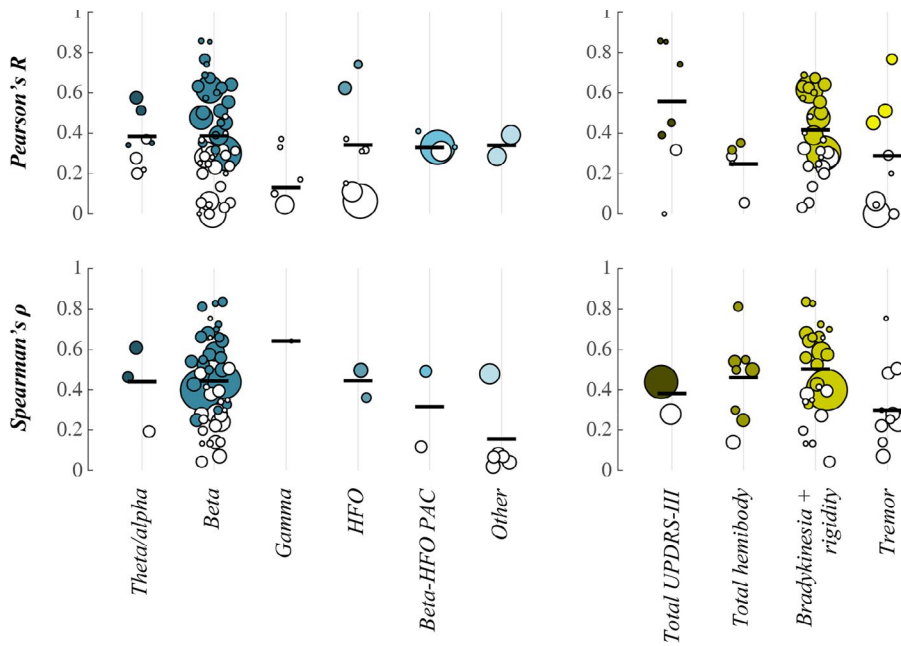 Pearson's R
1
0.8
0.6
0.4
0.2
0
Spearman's ρ
1
0.8
0.6
0.4
0.2
0
1
0.8
0.6
0.4
0.2
0
1
0.8
0.6
0.4
0.2
0
Theta/alpha
Beta
Gamma
HFO
Beta-HFO PAC
Other
Total UPDRS-III
Total hemibody
Bradykinesia +
rigidity
Tremor